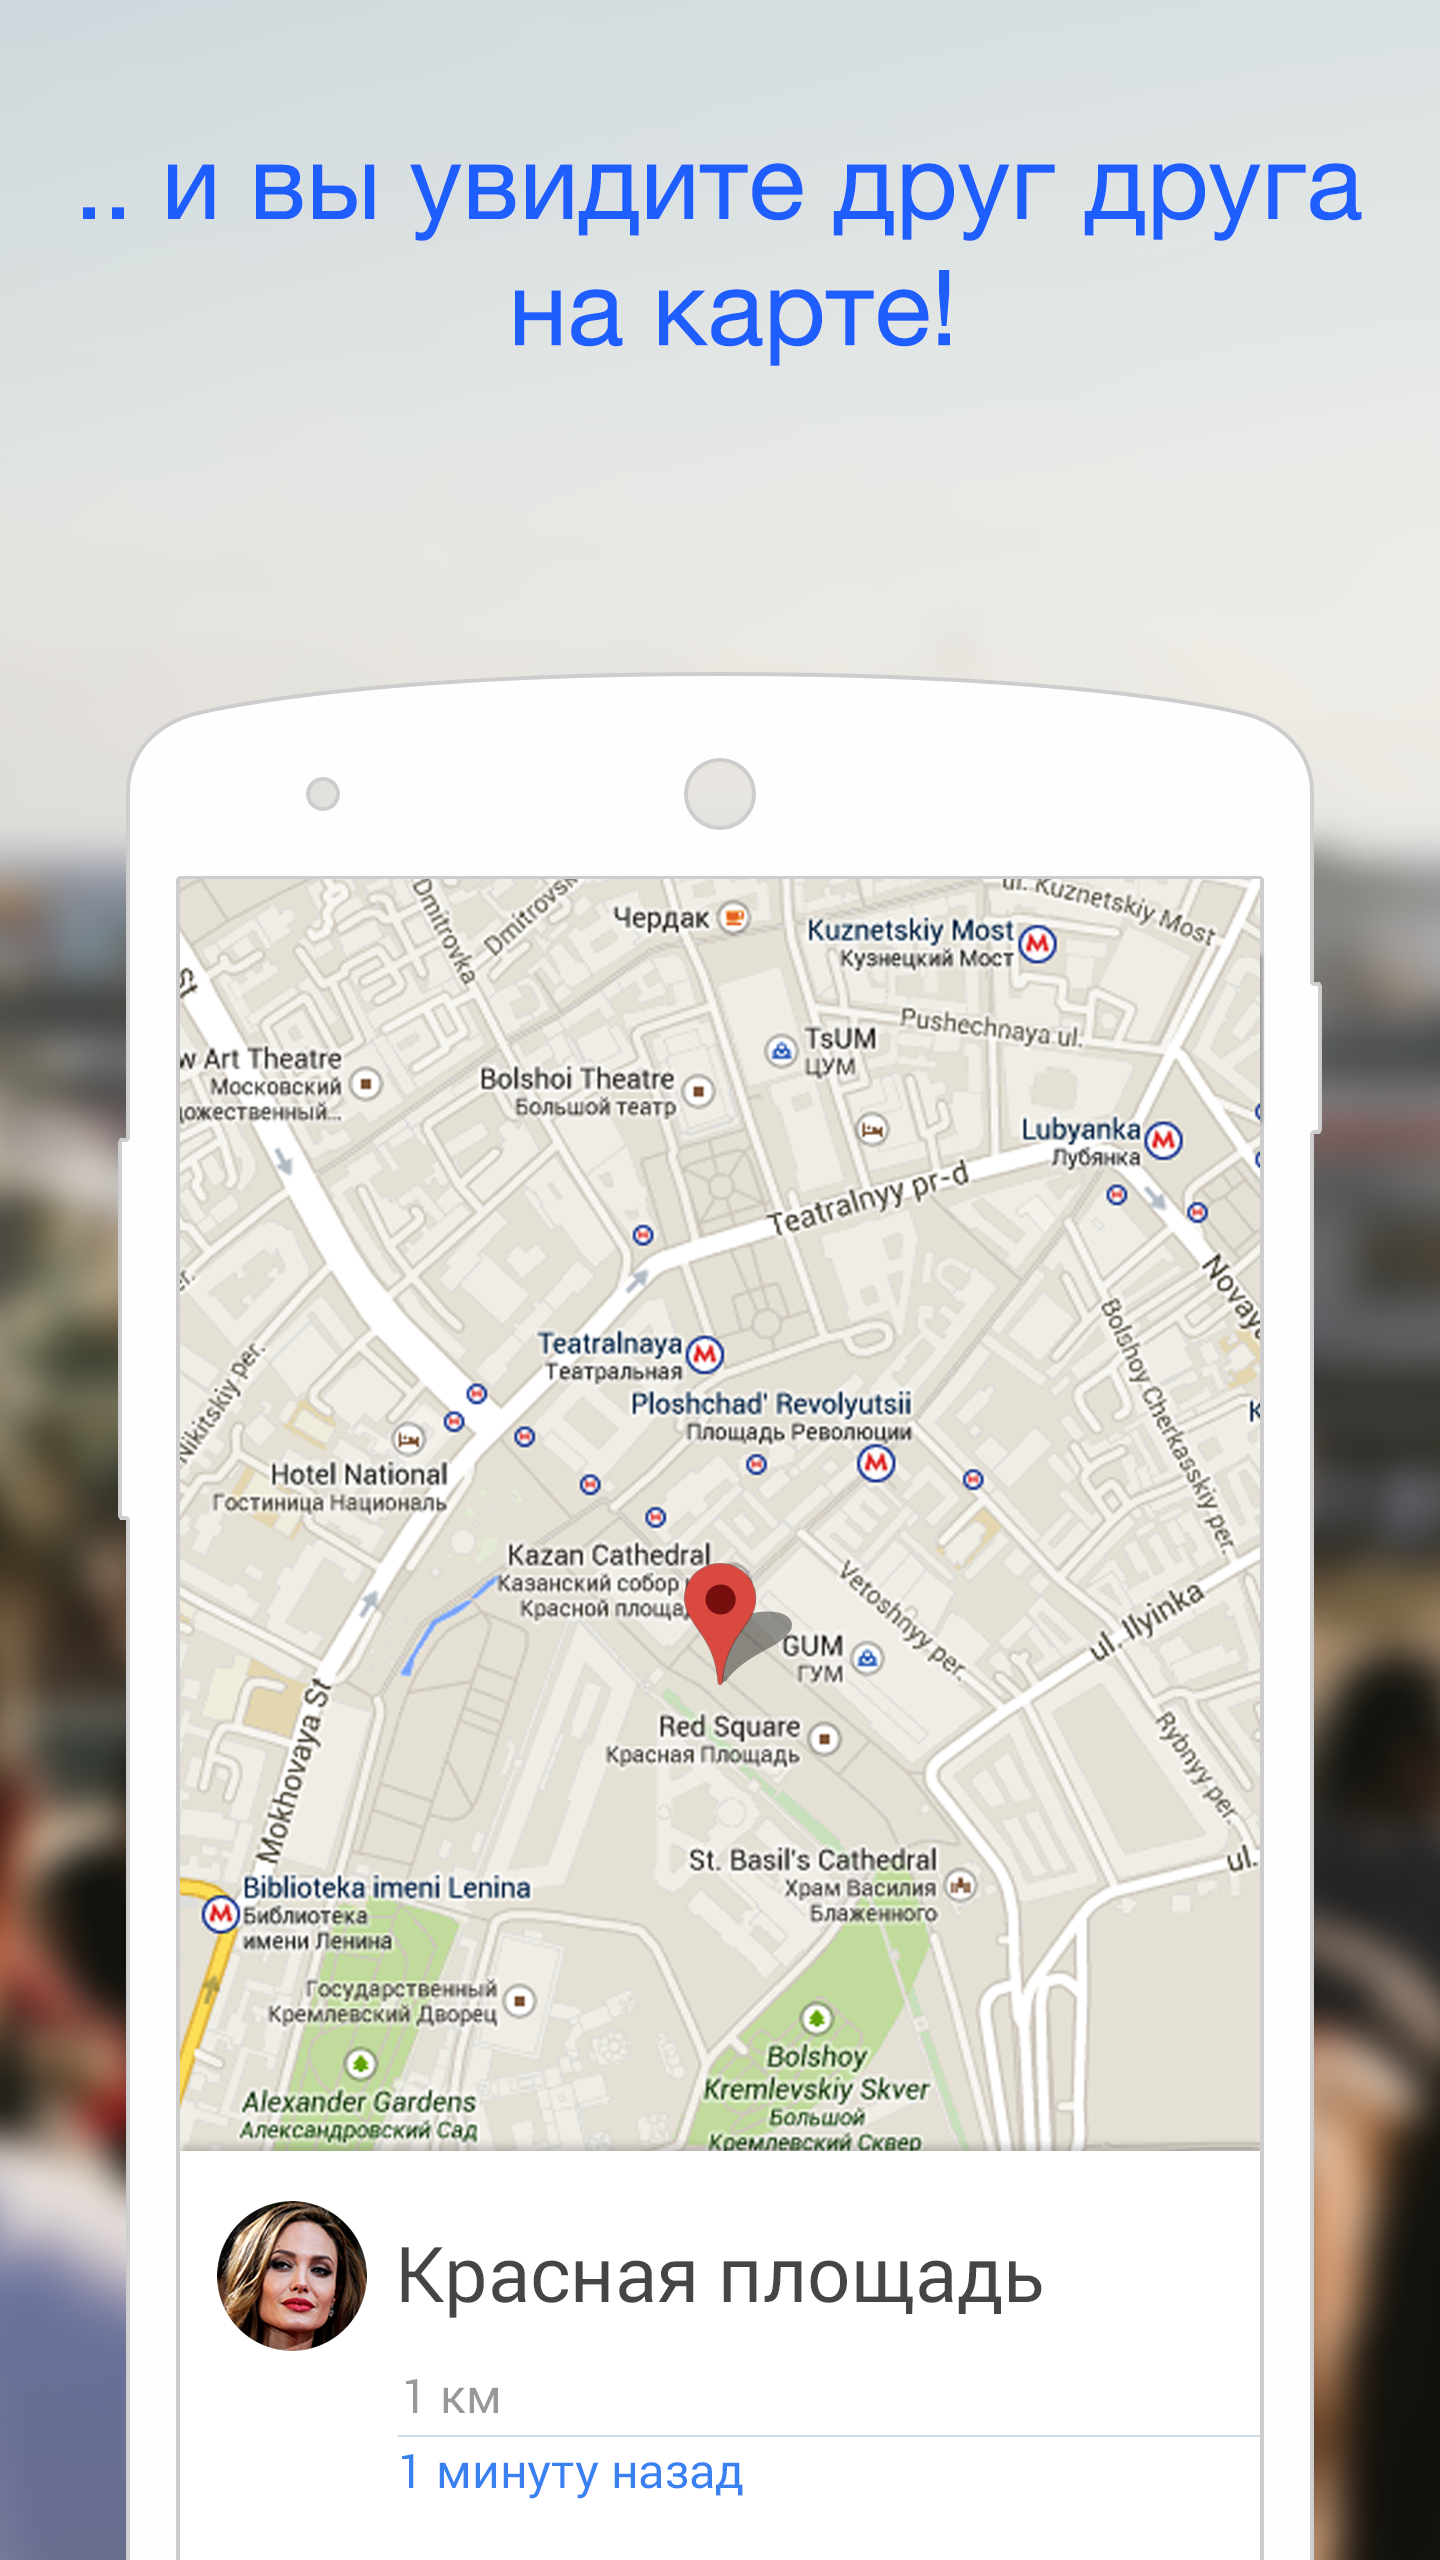 .. и вы увидите друг друга
на карте!
Dmitrovka
Чердак
ul. Kuznetskiy Most
Kuznetskiy Most
Кузнецкий Мост
St
Pushechnaya ul.
TsUM
ЦУМ
w Art Theatre
Московский
Bolshoi Theatre
Большой театр
Lubyanka
Лубянка
Teatralnyy pr-d
Teatralnaya
Театральная
Ploshchad' Revolyutsii
Площадь Революции
Bolshoy Cherkasskiy per.
Nikitskiy per.
Hotel National
Гостиница Националь
Kazan Cathedral
Казанский собор
Красной
Vetoshnyy per.
ul. Ilyinka
GUM
ГУМ
Mokhovaya St
Red Square
Красная Площадь
Rybnyy per.
St. Basil's Cathedral
Храм Василия
Блаженного
ul.
Biblioteka imeni Lenina
Библиотека
имени Ленина
Государственный
Кремлевский Дворец
Bolshoy
Kremlevskiy Skver
Большой
Кремлевский Сквер
Alexander Gardens
Александровский Сад
Красная площадь
1 км
1 минуту назад